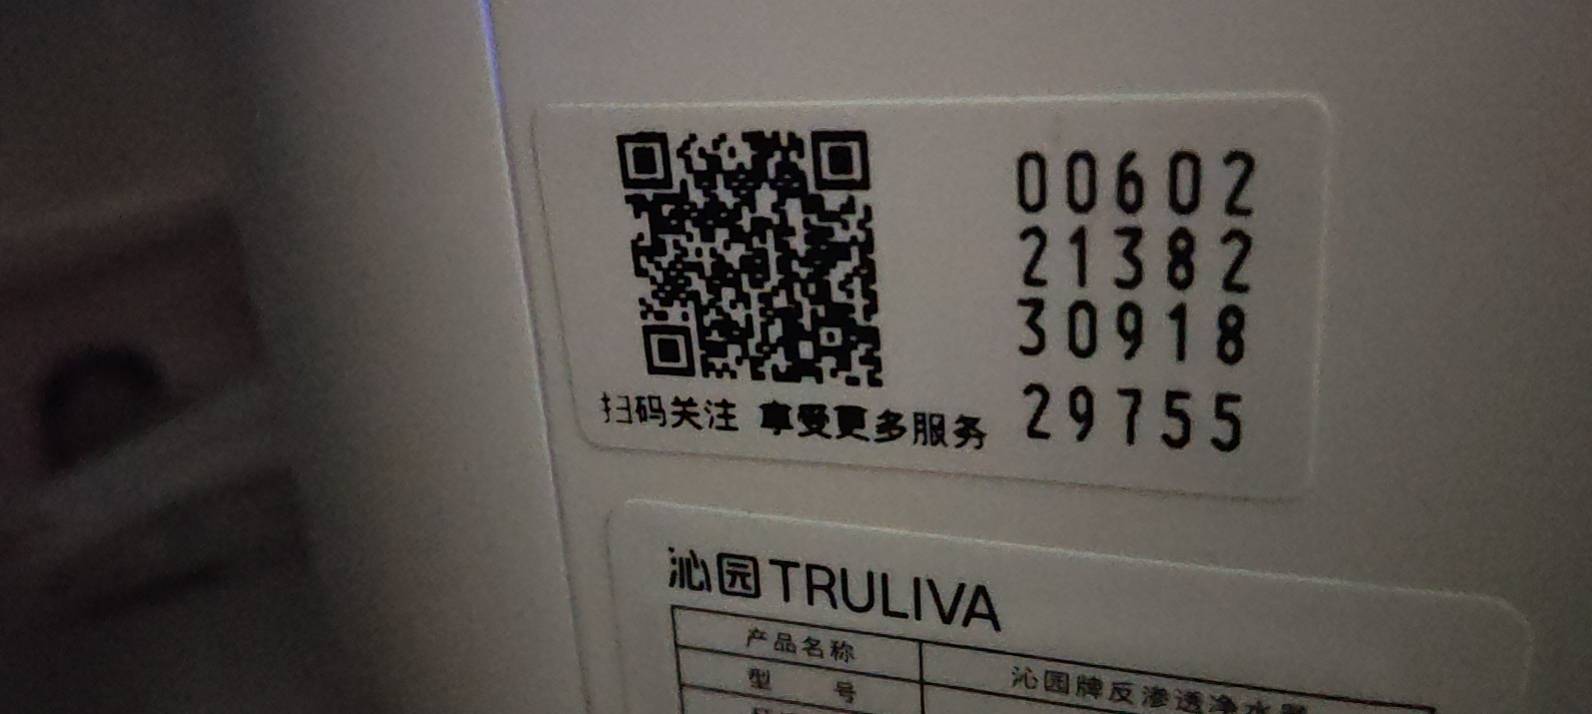 00602
21382
30918
29755
扫码关注 享受更多服务
沁园 TRULIVA
产品名称 沁园牌反渗透净水器
型 号